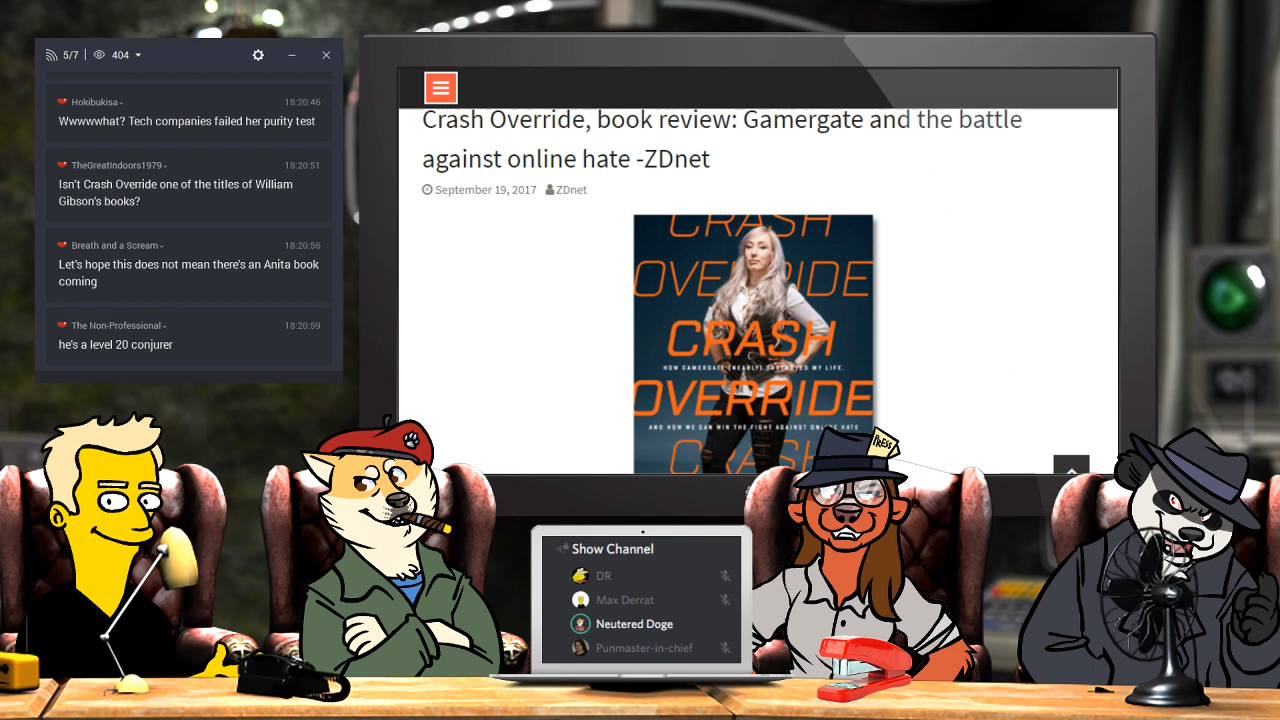 5/7 | 404
Hokibukisa 18:20:46
Wwwwwhat? Tech companies failed her purity test
TheGreatIndoors1979 18:20:51
Isn't Crash Override one of the titles of William
Gibson's books?
Breath and a Scream 18:20:56
Let's hope this does not mean there's an Anita book
coming
The Non-Professional 18:20:59
he's a level 20 conjurer
Crash Override, book review: Gamergate and the battle
against online hate -ZDnet
September 19, 2017 ZDnet
CRASH
OVERRIDE
CRASH
HOW GAMERGATE (NEARLY) DESTROYED MY LIFE,
OVERRIDE
AND HOW WE CAN WIN THE FIGHT AGAINST ONLINE HATE
CRASH
PRESS
Show Channel
DR
Max Derrat
Neutered Doge
Punmaster-in-chief